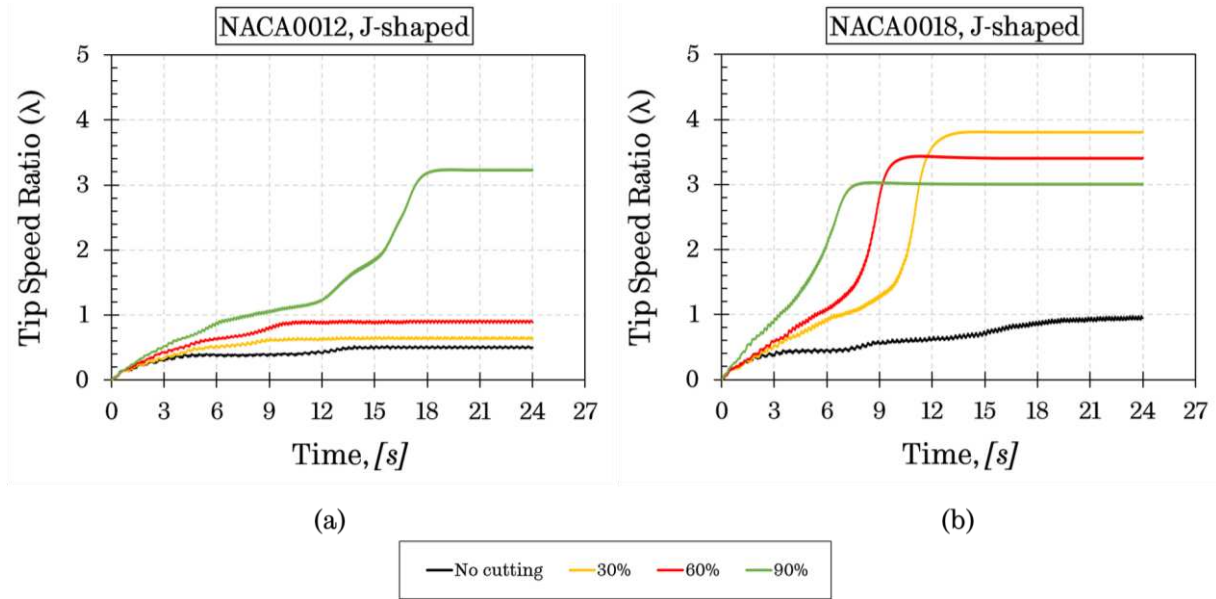 NACA0012, J-shaped
5
4
3
2
1
0
Tip Speed Ratio (λ)
0 3 6 9 12 15 18 21 24 27
Time, [s]
(a)
NACA0018, J-shaped
5
4
3
2
1
0
Tip Speed Ratio (λ)
0 3 6 9 12 15 18 21 24 27
Time, [s]
(b)
No cutting 30% 60% 90%